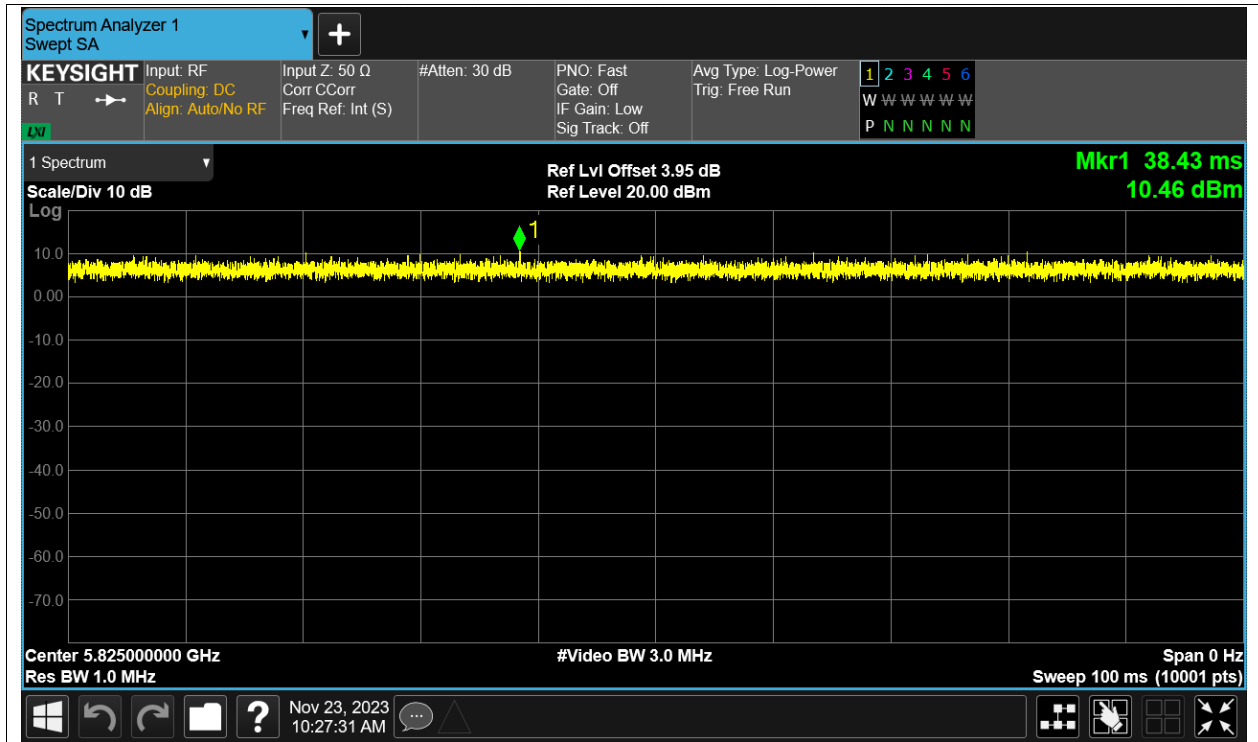 Spectrum Analyzer 1
Swept SA
KEYSIGHT
R T
LXI
Input: RF
Coupling: DC
Align: Auto/No RF
Input Z: 50 Ω
Corr CCorr
Freq Ref: Int (S)
#Atten: 30 dB
PNO: Fast
Gate: Off
IF Gain: Low
Sig Track: Off
Avg Type: Log-Power
Trig: Free Run
1 2 3 4 5 6
W W W W W W
P N N N N N
1 Spectrum
Scale/Div 10 dB
Log
Ref Lvl Offset 3.95 dB
Ref Level 20.00 dBm
Mkr1 38.43 ms
10.46 dBm
1
10.0
0.00
-10.0
-20.0
-30.0
-40.0
-50.0
-60.0
-70.0
Center 5.825000000 GHz
Res BW 1.0 MHz
#Video BW 3.0 MHz
Span 0 Hz
Sweep 100 ms (10001 pts)
?
Nov 23, 2023
10:27:31 AM